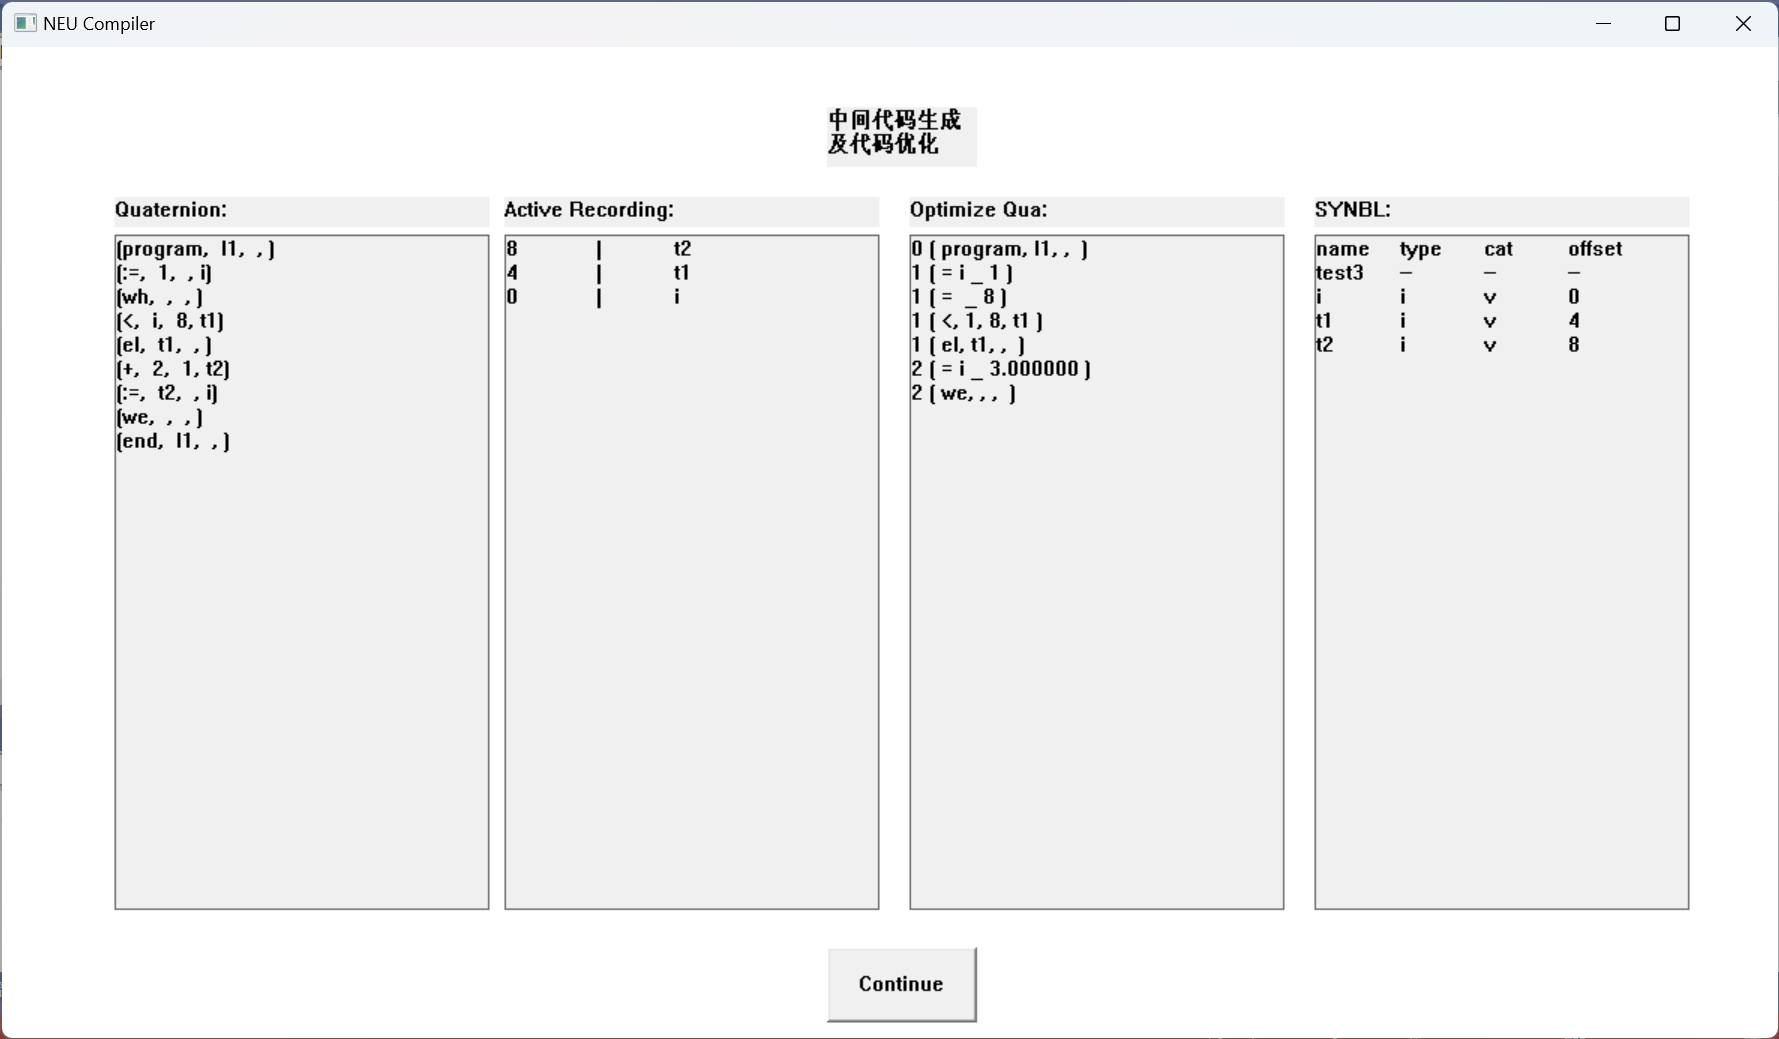 NEU Compiler
中间代码生成
及代码优化
Quaternion:
(program, l1, , )
(:=, 1, , i)
(wh, , , )
(<, i, 8, t1)
(el, t1, , )
(+, 2, 1, t2)
(:=, t2, , i)
(we, , , )
(end, l1, , )
Active Recording:
8 | t2
4 | t1
0 | i
Optimize Qua:
0 ( program, l1, , )
1 ( = i _ 1 )
1 ( = _ 8 )
1 ( <, 1, 8, t1 )
1 ( el, t1, , )
2 ( = i _ 3.000000 )
2 ( we, , , )
SYNBL:
name type cat offset
test3 — — —
i i v 0
t1 i v 4
t2 i v 8
Continue